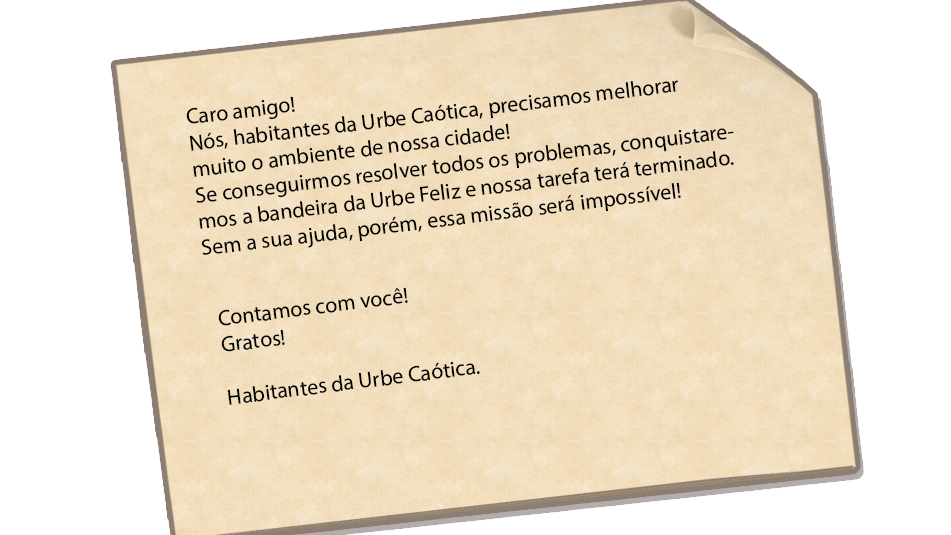 Caro amigo!
Nós, habitantes da Urbe Caótica, precisamos melhorar
muito o ambiente de nossa cidade!
Se conseguirmos resolver todos os problemas, conquistare-
mos a bandeira da Urbe Feliz e nossa tarefa terá terminado.
Sem a sua ajuda, porém, essa missão será impossível!
Contamos com você!
Gratos!
Habitantes da Urbe Caótica.